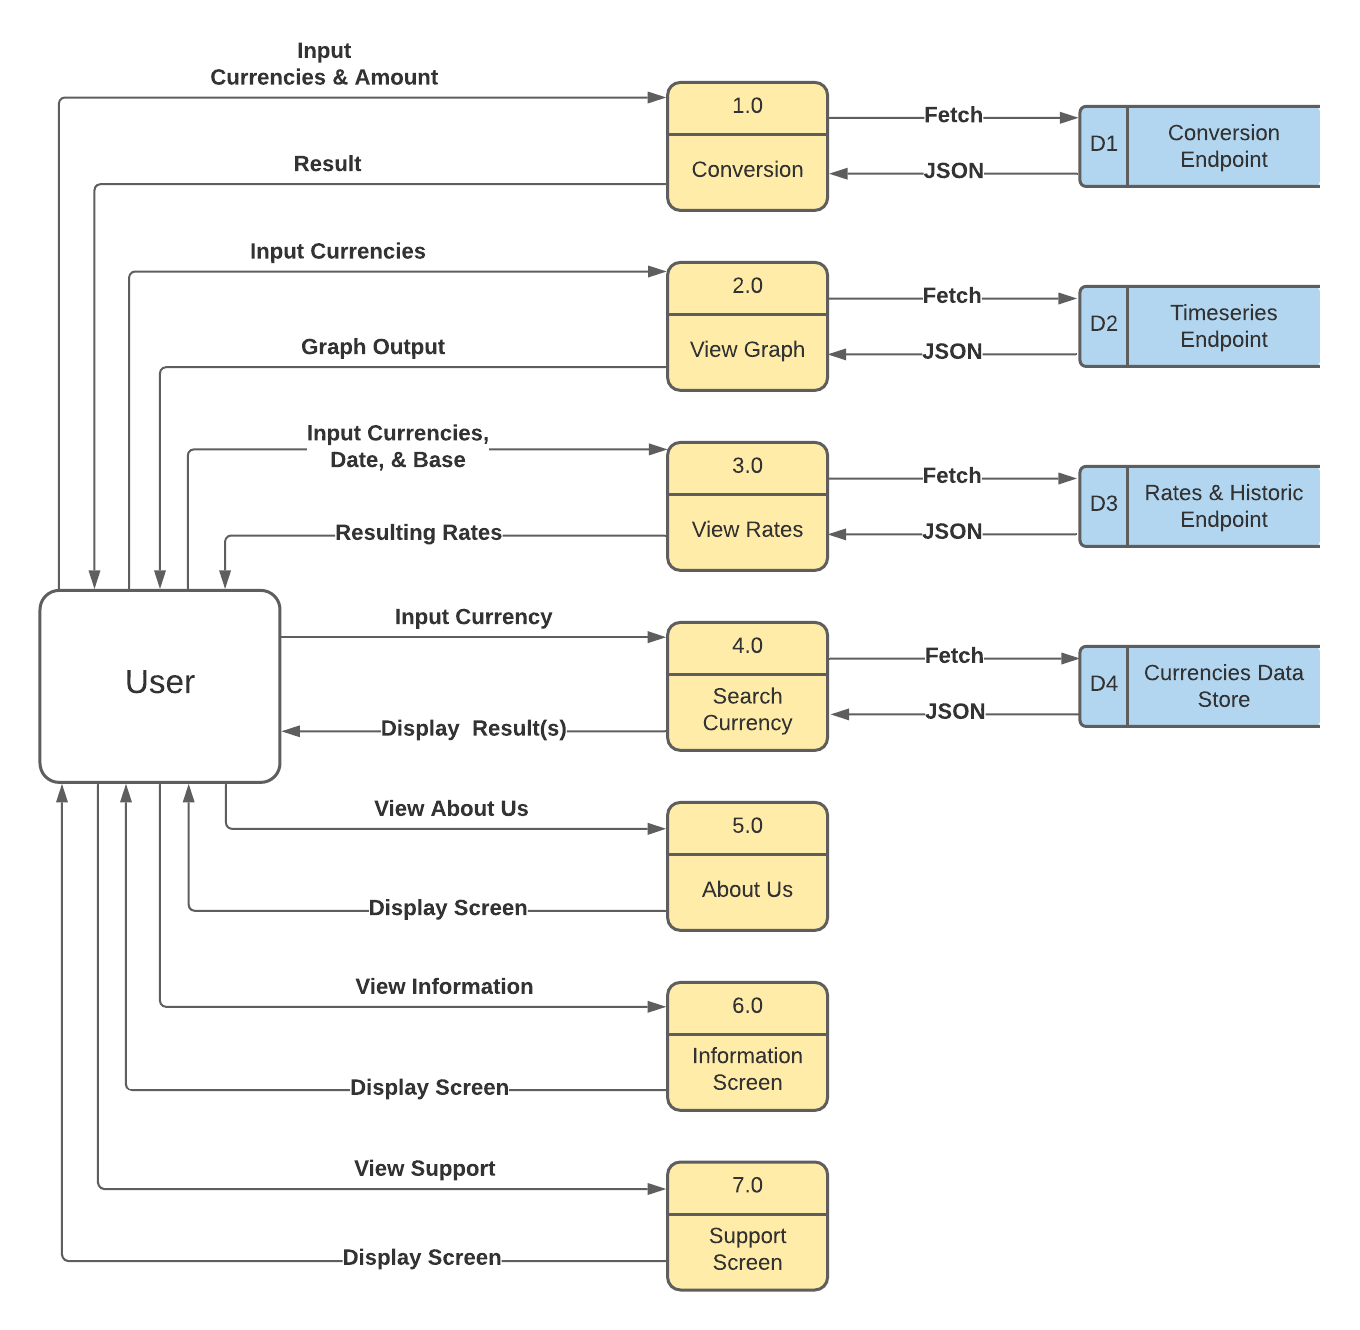 Input
Currencies & Amount
1.0
Conversion
Fetch
JSON
D1
Conversion
Endpoint
Result
Input Currencies
2.0
View Graph
Fetch
JSON
D2
Timeseries
Endpoint
Graph Output
Input Currencies,
Date, & Base
3.0
View Rates
Fetch
JSON
D3
Rates & Historic
Endpoint
Resulting Rates
User
Input Currency
4.0
Search
Currency
Fetch
JSON
D4
Currencies Data
Store
Display Result(s)
View About Us
5.0
About Us
Display Screen
View Information
6.0
Information
Screen
Display Screen
View Support
7.0
Support
Screen
Display Screen